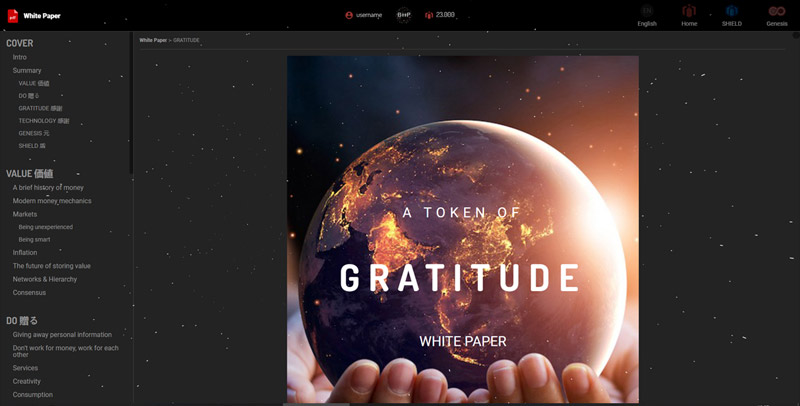 White Paper
username
23.000
EN
English
Home
SHIELD
Genesis
COVER
Intro
Summary
VALUE 価値
DO 贈る
GRATITUDE 感謝
TECHNOLOGY 感謝
GENESIS 元
SHIELD 盾
VALUE 価値
A brief history of money
Modern money mechanics
Markets
Being unexperienced
Being smart
Inflation
The future of storing value
Networks & Hierarchy
Consensus
DO 贈る
Giving away personal information
Don't work for money, work for each
other
Services
Creativity
Consumption
White Paper > GRATITUDE
A TOKEN OF
GRATITUDE
WHITE PAPER